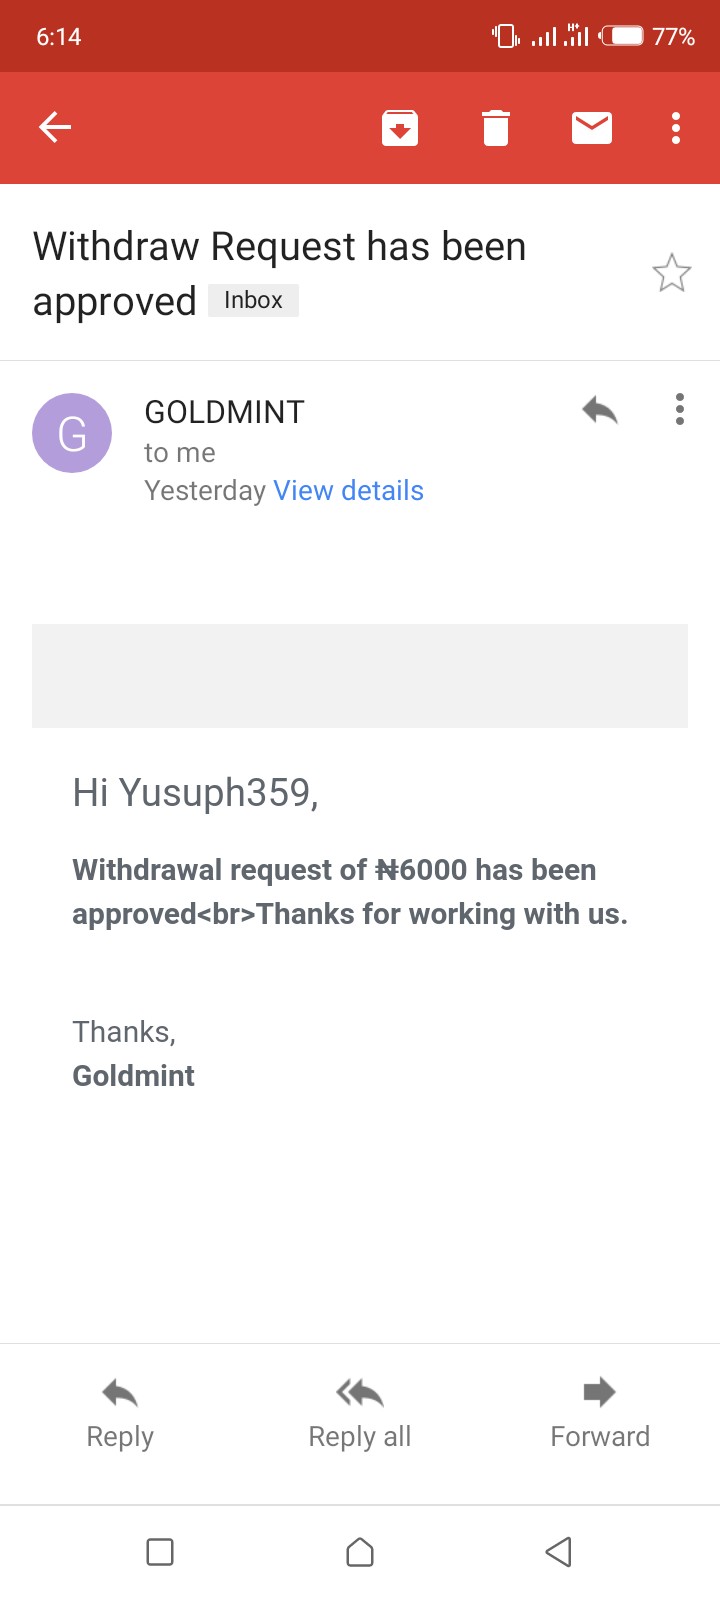 6:14
H+
77%
Withdraw Request has been
approved Inbox
G
GOLDMINT
to me
Yesterday View details
Hi Yusuph359,
Withdrawal request of ₦6000 has been
approved<br>Thanks for working with us.
Thanks,
Goldmint
Reply
Reply all
Forward